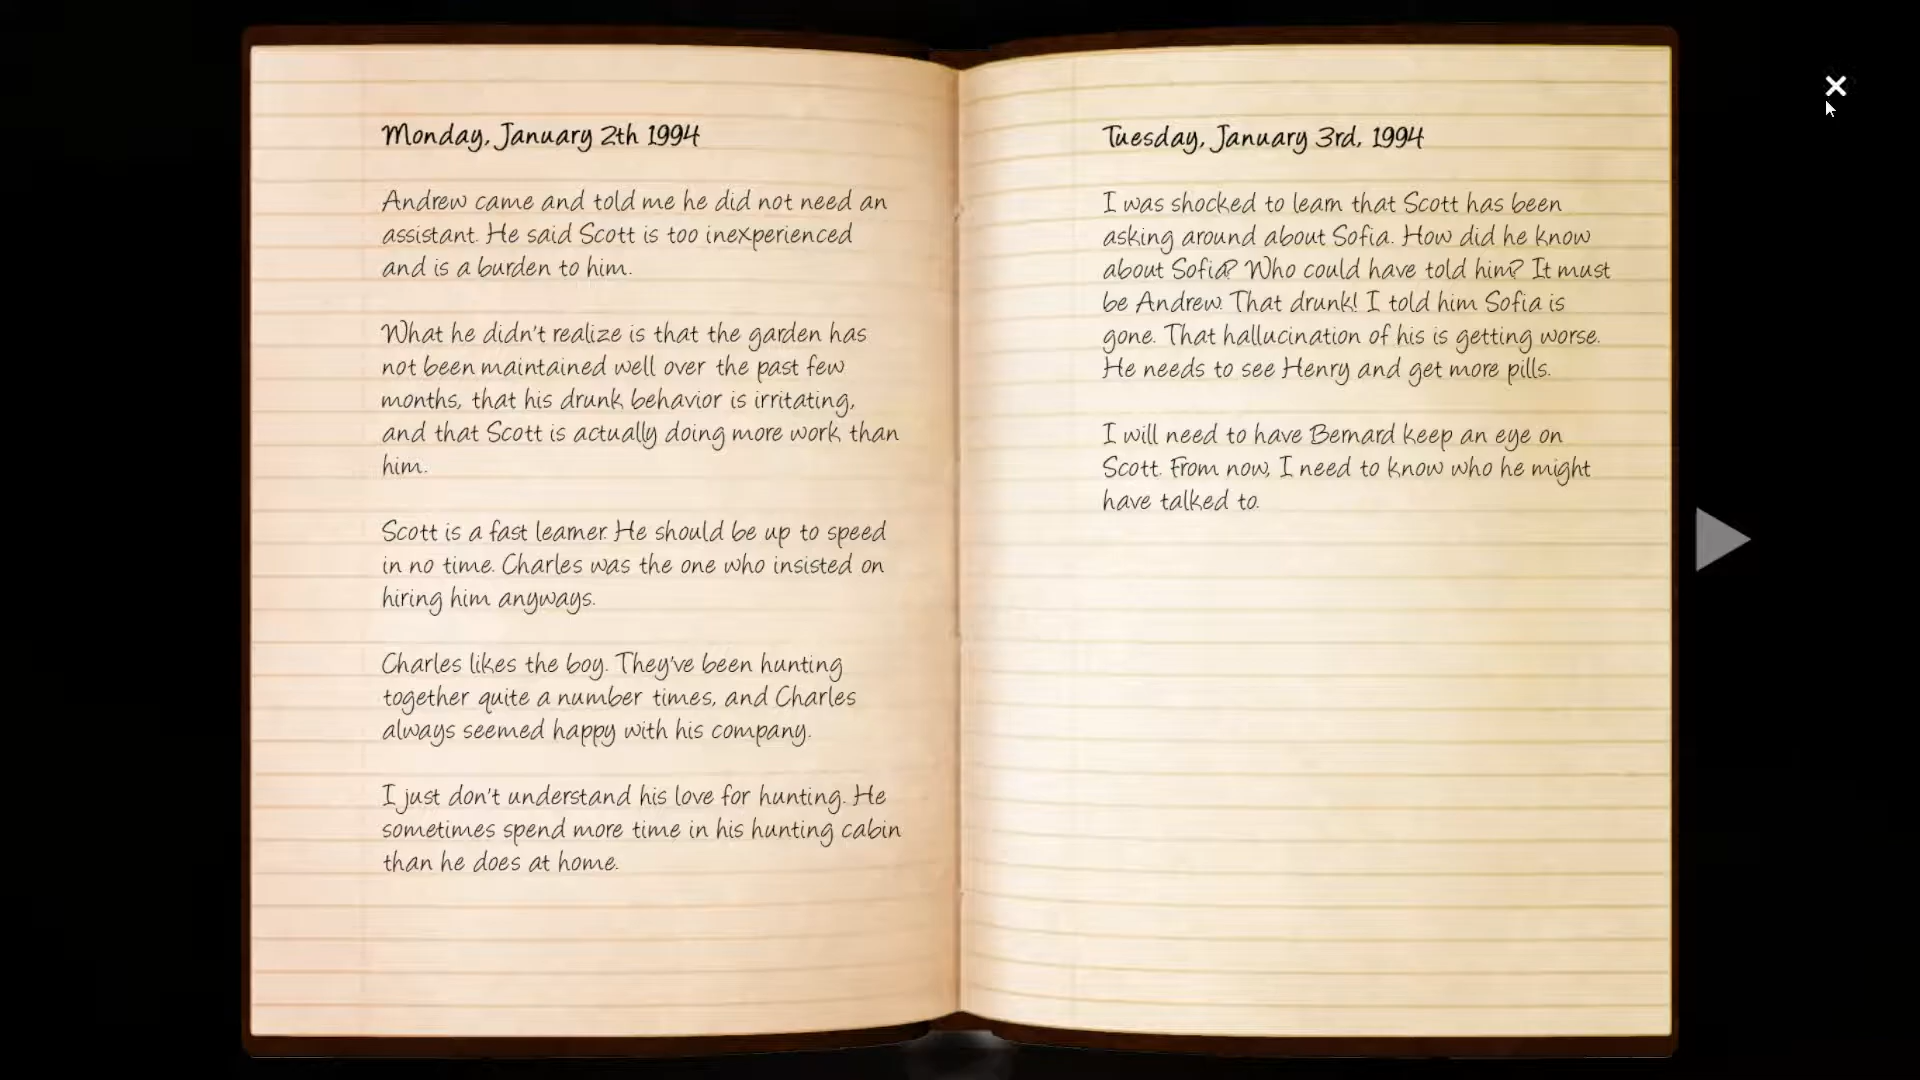 Monday, January 2th 1994
Andrew came and told me he did not need an
assistant. He said Scott is too inexperienced
and is a burden to him.
What he didn't realize is that the garden has
not been maintained well over the past few
months, that his drunk behavior is irritating,
and that Scott is actually doing more work than
him.
Scott is a fast learner. He should be up to speed
in no time. Charles was the one who insisted on
hiring him anyways.
Charles likes the boy. They've been hunting
together quite a number times, and Charles
always seemed happy with his company.
I just don't understand his love for hunting. He
sometimes spend more time in his hunting cabin
than he does at home.
Tuesday, January 3rd, 1994
I was shocked to learn that Scott has been
asking around about Sofia. How did he know
about Sofia? Who could have told him? It must
be Andrew. That drunk! I told him Sofia is
gone. That hallucination of his is getting worse.
He needs to see Henry and get more pills.
I will need to have Bernard keep an eye on
Scott. From now, I need to know who he might
have talked to.